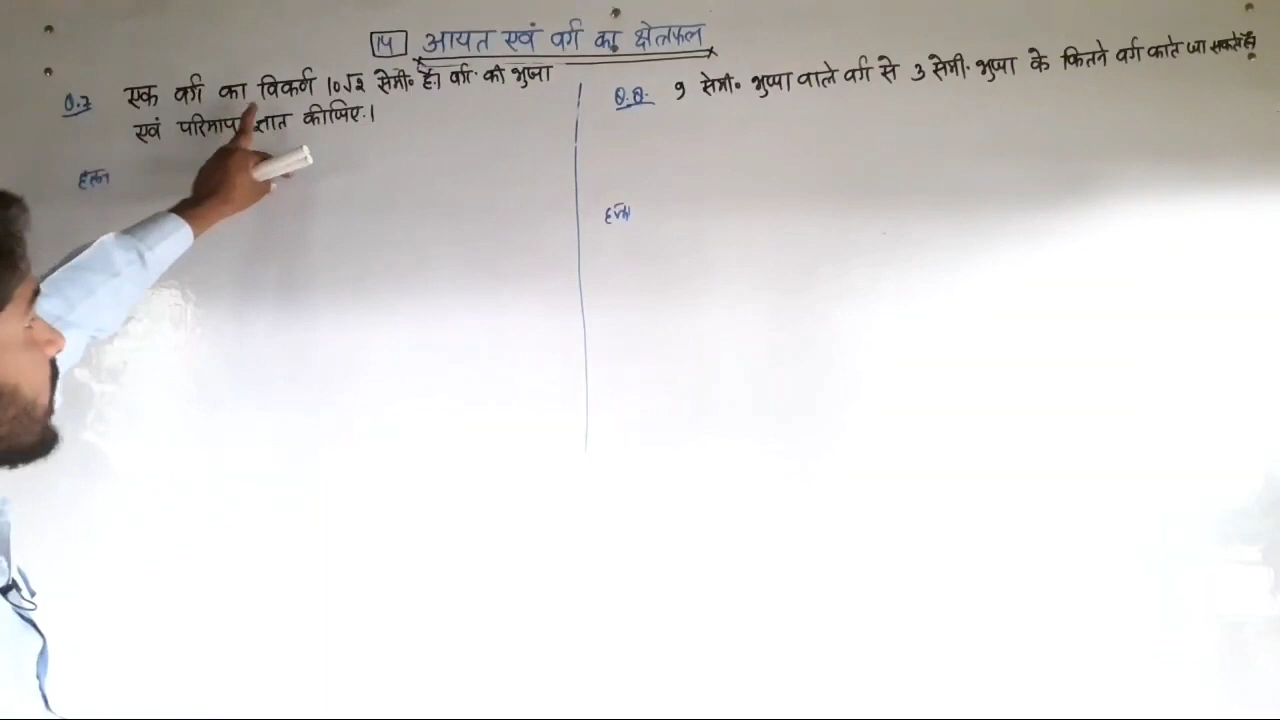 14 आयत एवं वर्ग का क्षेत्रफल
Q.7 एक वर्ग का विकर्ण 10√2 सेमी॰ है। वर्ग की भुजा
एवं परिमाप ज्ञात कीजिए।
हल
Q.8. 9 सेमी॰ भुजा वाले वर्ग से 3 सेमी. भुजा के कितने वर्ग काटे जा सकते हैं
हल